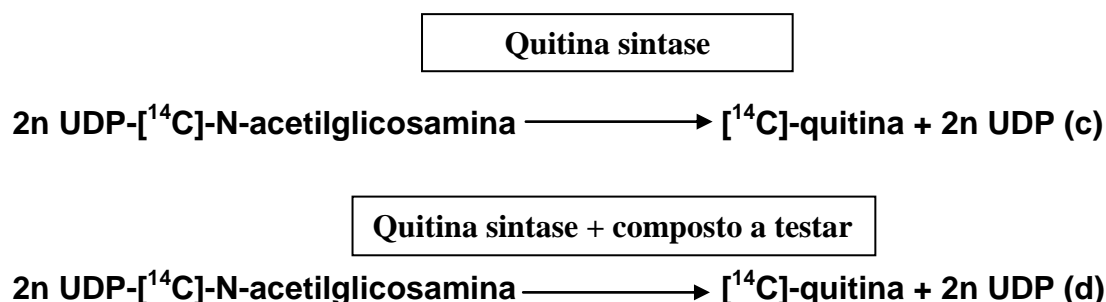 Quitina sintase
2n UDP-[¹⁴C]-N-acetilglicosamina ⟶ [¹⁴C]-quitina + 2n UDP (c)
Quitina sintase + composto a testar
2n UDP-[¹⁴C]-N-acetilglicosamina ⟶ [¹⁴C]-quitina + 2n UDP (d)